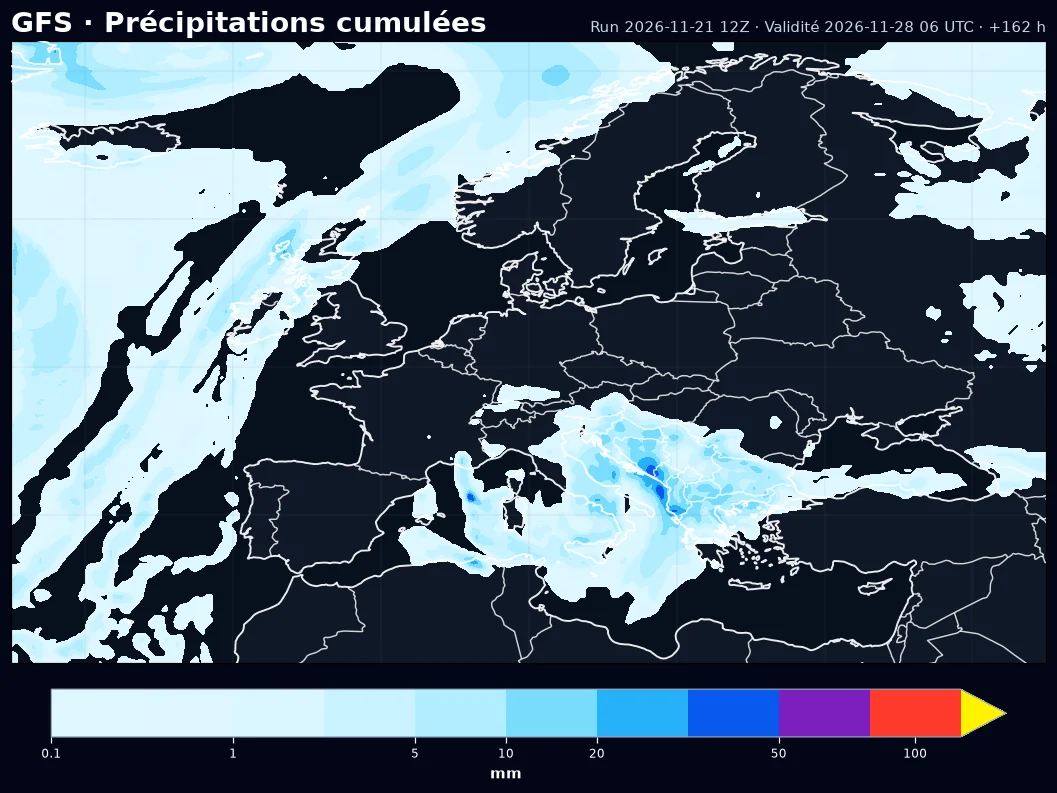 GFS · Précipitations cumulées
Run 2026-11-21 12Z · Validité 2026-11-28 06 UTC · +162 h
0.1 1 5 10 20 50 100
mm